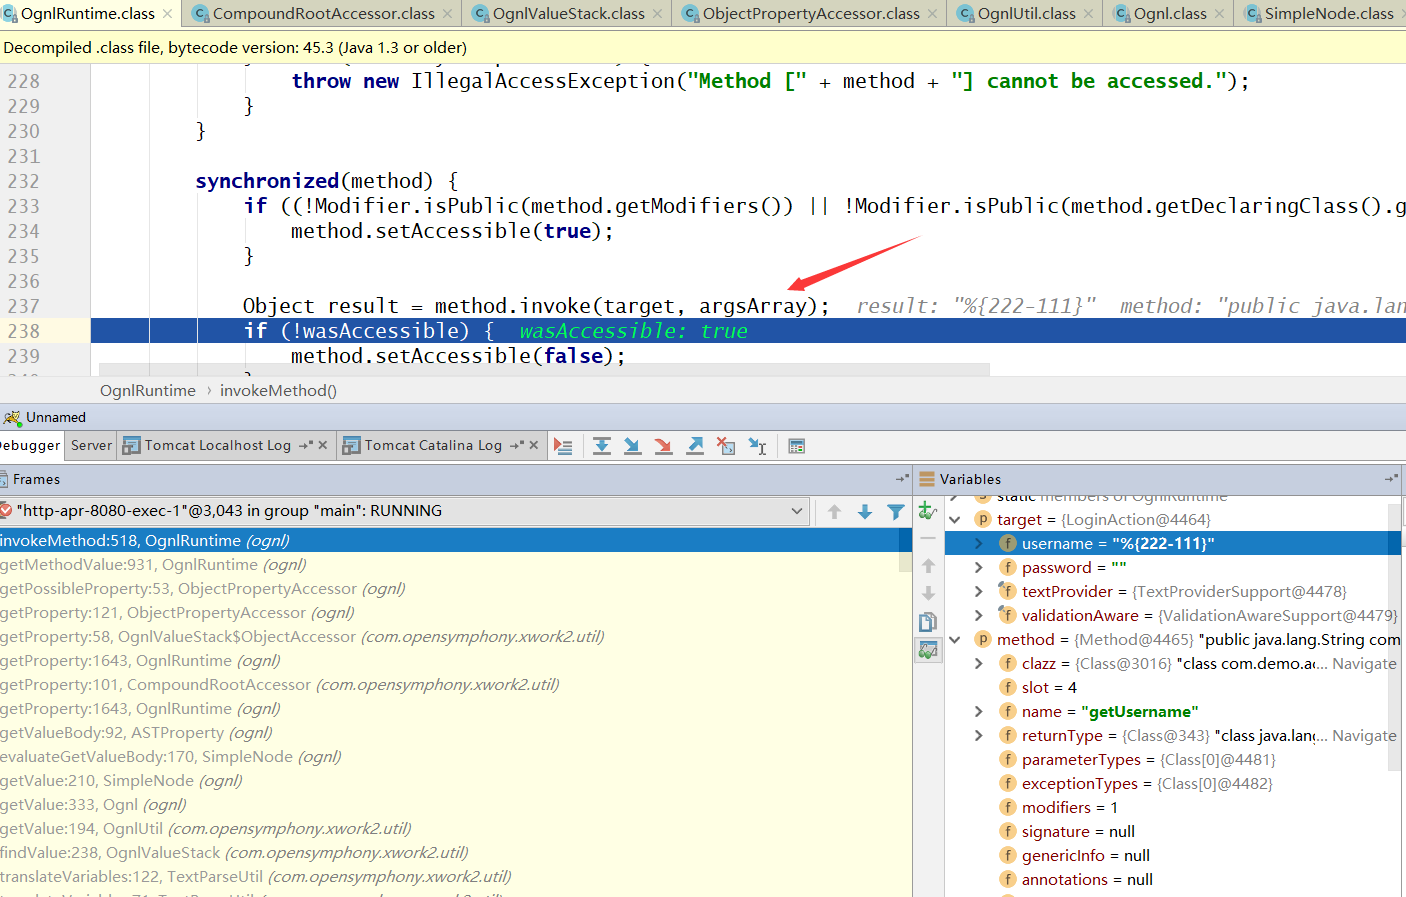 OgnlRuntime.class CompoundRootAccessor.class OgnlValueStack.class ObjectPropertyAccessor.class OgnlUtil.class Ognl.class SimpleNode.class
Decompiled .class file, bytecode version: 45.3 (Java 1.3 or older)
228 throw new IllegalAccessException("Method [" + method + "] cannot be accessed.");
229 }
230 }
231
232 synchronized(method) {
233 if ((!Modifier.isPublic(method.getModifiers()) || !Modifier.isPublic(method.getDeclaringClass().g
234 method.setAccessible(true);
235 }
236
237 Object result = method.invoke(target, argsArray); result: "%{222-111}" method: "public java.lan
238 if (!wasAccessible) { wasAccessible: true
239 method.setAccessible(false);
OgnlRuntime › invokeMethod()
Unnamed
Debugger Server Tomcat Localhost Log Tomcat Catalina Log
Frames
"http-apr-8080-exec-1"@3,043 in group "main": RUNNING
invokeMethod:518, OgnlRuntime (ognl)
getMethodValue:931, OgnlRuntime (ognl)
getPossibleProperty:53, ObjectPropertyAccessor (ognl)
getProperty:121, ObjectPropertyAccessor (ognl)
getProperty:58, OgnlValueStack$ObjectAccessor (com.opensymphony.xwork2.util)
getProperty:1643, OgnlRuntime (ognl)
getProperty:101, CompoundRootAccessor (com.opensymphony.xwork2.util)
getProperty:1643, OgnlRuntime (ognl)
getValueBody:92, ASTProperty (ognl)
evaluateGetValueBody:170, SimpleNode (ognl)
getValue:210, SimpleNode (ognl)
getValue:333, Ognl (ognl)
getValue:194, OgnlUtil (com.opensymphony.xwork2.util)
findValue:238, OgnlValueStack (com.opensymphony.xwork2.util)
translateVariables:122, TextParseUtil (com.opensymphony.xwork2.util)
translateVariables:71, TextParseUtil (com.opensymphony.xwork2.util)
Variables
static members of OgnlRuntime
target = {LoginAction@4464}
username = "%{222-111}"
password = ""
textProvider = {TextProviderSupport@4478}
validationAware = {ValidationAwareSupport@4479}
method = {Method@4465} "public java.lang.String com
clazz = {Class@3016} "class com.demo.ac... Navigate
slot = 4
name = "getUsername"
returnType = {Class@343} "class java.lang... Navigate
parameterTypes = {Class[0]@4481}
exceptionTypes = {Class[0]@4482}
modifiers = 1
signature = null
genericInfo = null
annotations = null